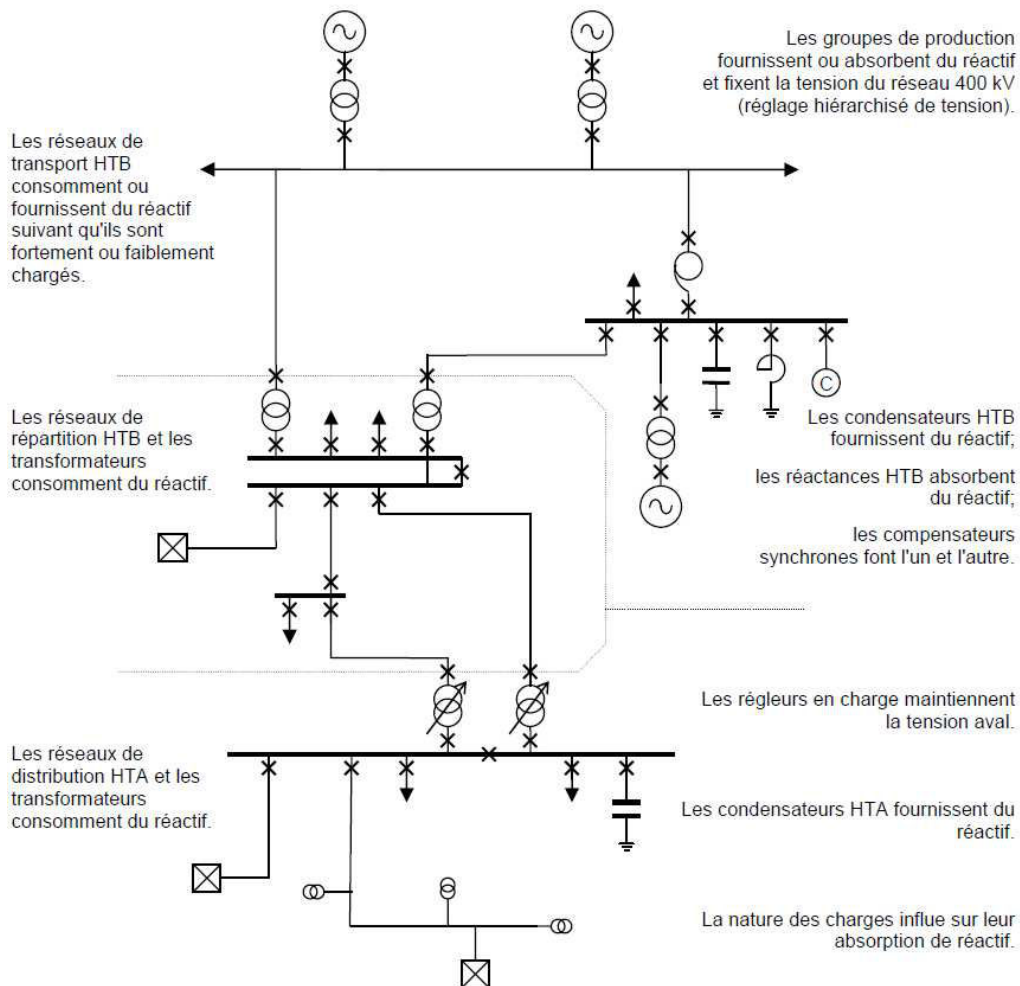 Les groupes de production
fournissent ou absorbent du réactif
et fixent la tension du réseau 400 kV
(réglage hiérarchisé de tension).
Les réseaux de
transport HTB
consomment ou
fournissent du réactif
suivant qu'ils sont
fortement ou faiblement
chargés.
C
Les réseaux de
répartition HTB et les
transformateurs
consomment du réactif.
Les condensateurs HTB
fournissent du réactif;
les réactances HTB absorbent
du réactif;
les compensateurs
synchrones font l'un et l'autre.
Les régleurs en charge maintiennent
la tension aval.
Les réseaux de
distribution HTA et les
transformateurs
consomment du réactif.
Les condensateurs HTA fournissent du
réactif.
La nature des charges influe sur leur
absorption de réactif.